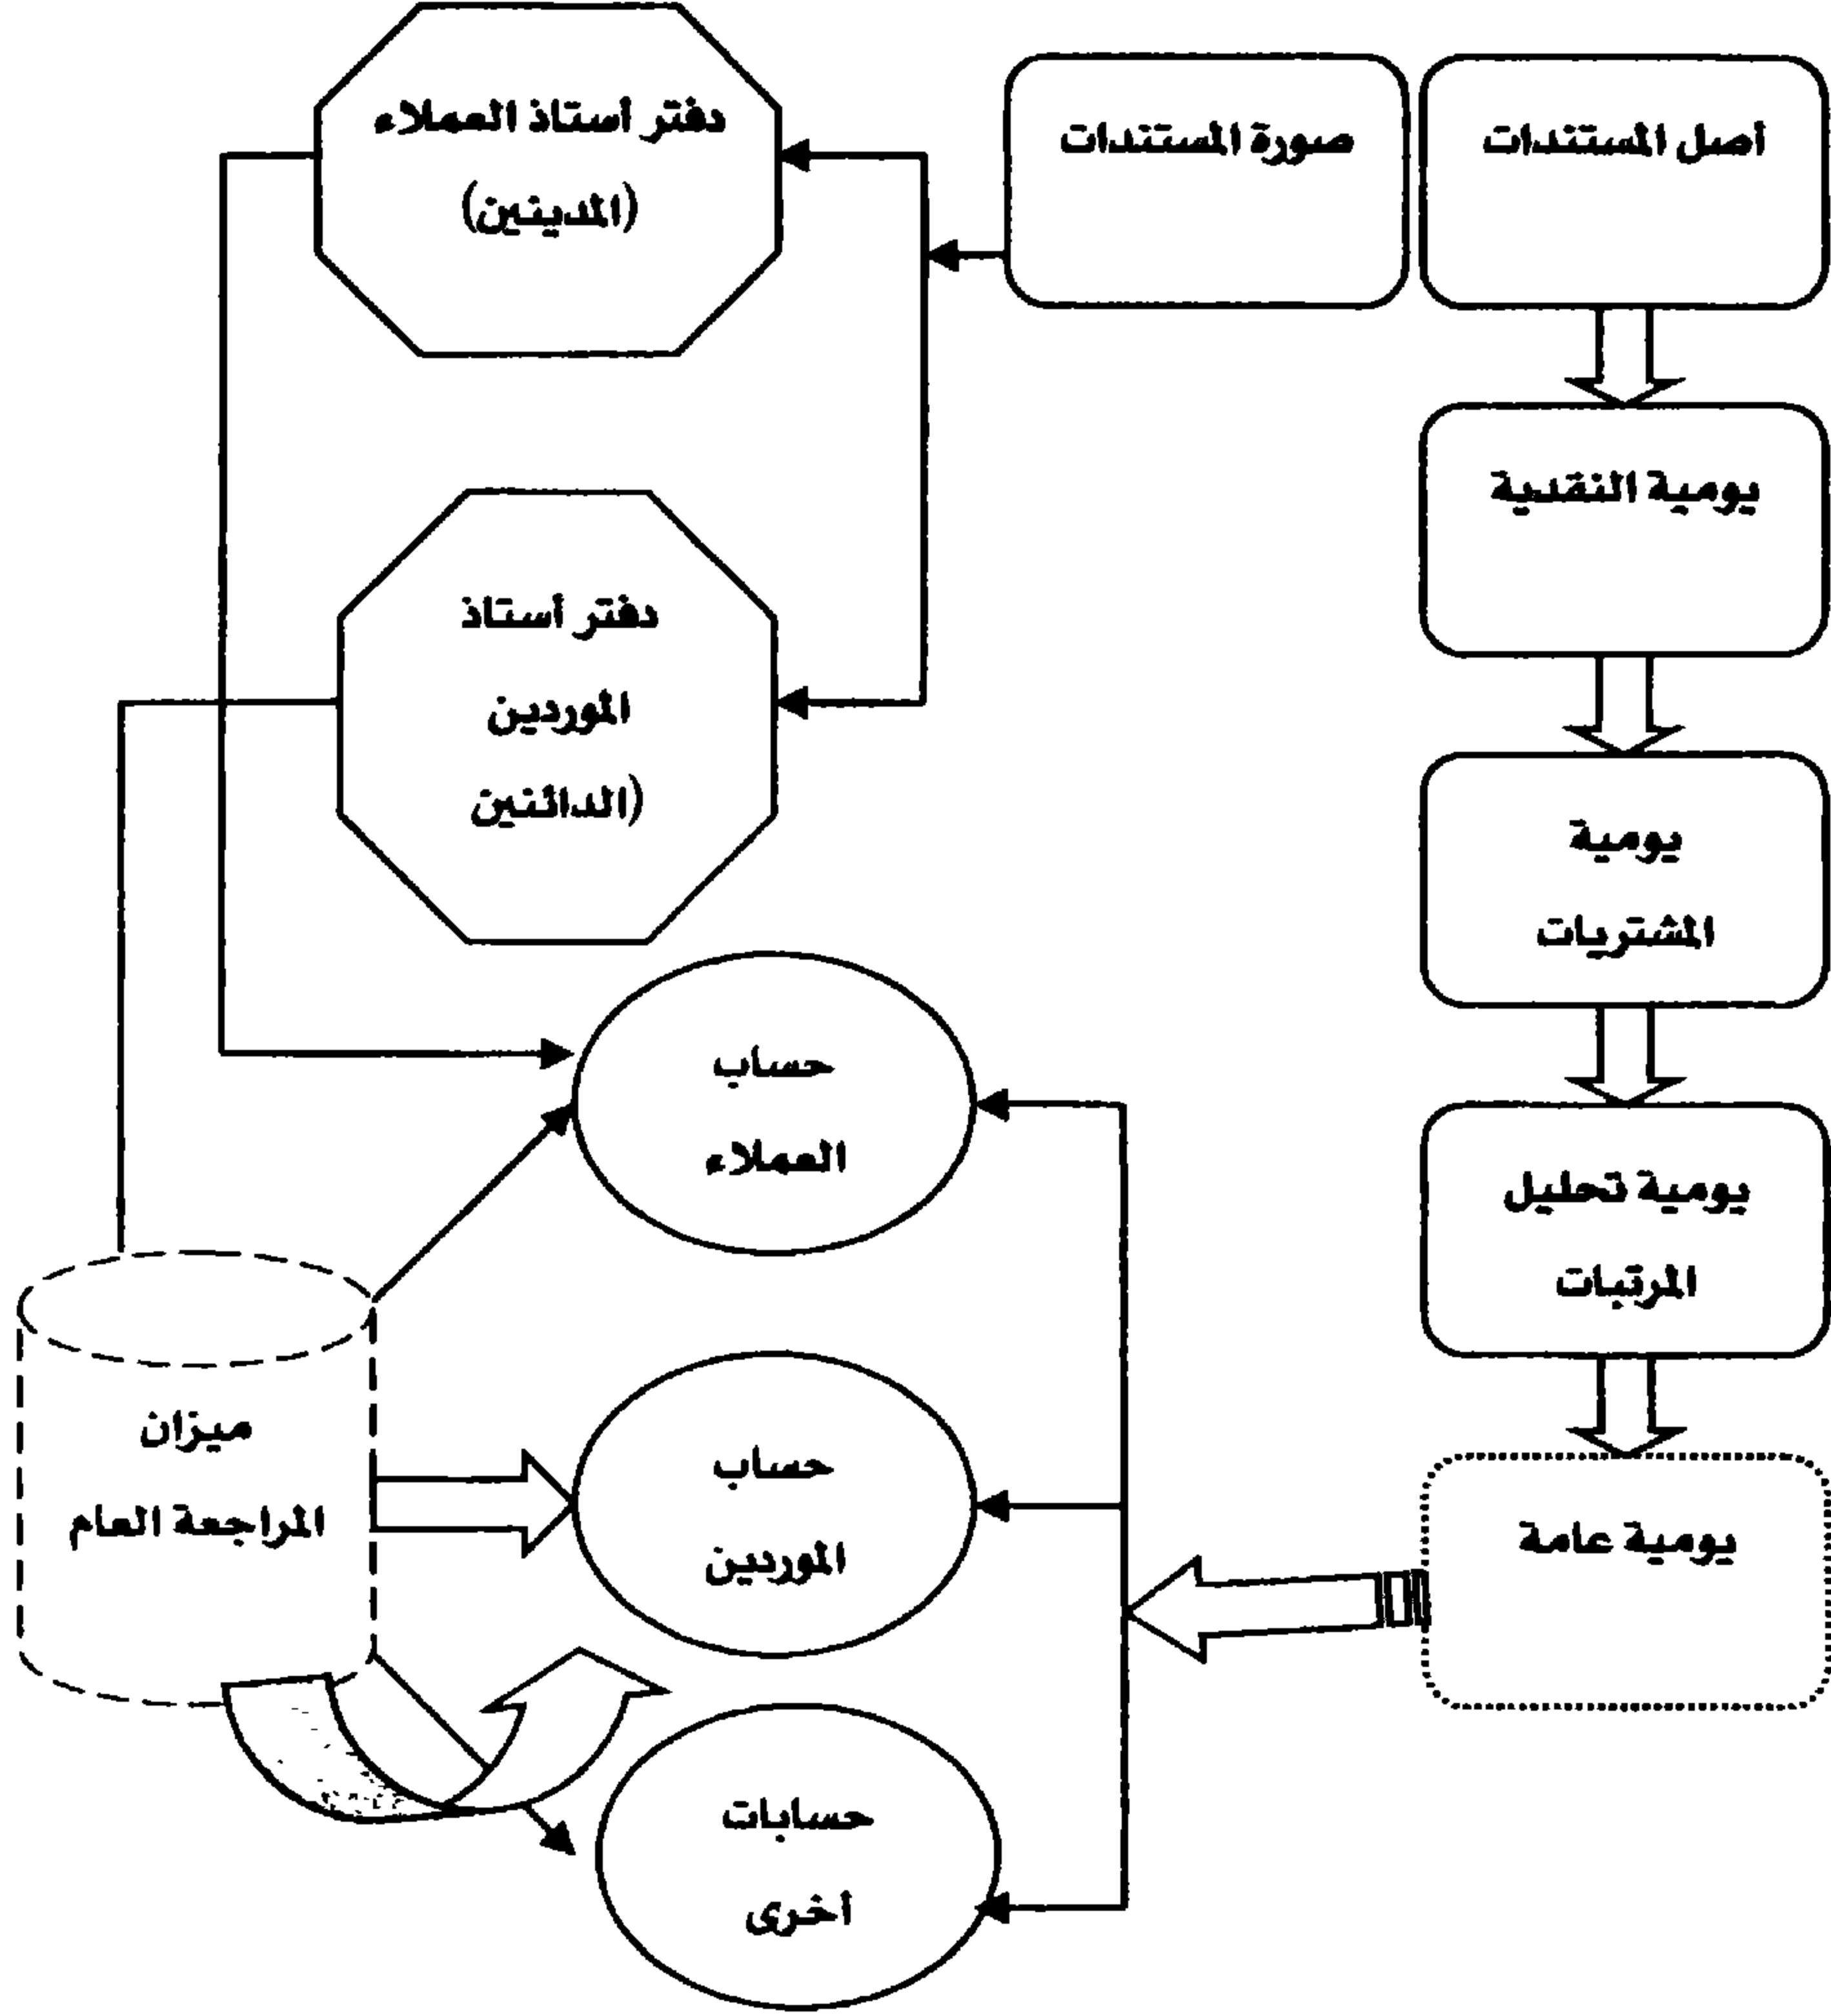 أصل المستندات
صورة المستندات
دفتر أستاذ العملاء
(المدينين)
يومية النقدية
دفتر أستاذ
الموردين
(الدائنين
يومية
المشتريات
حساب
العملاء
يومية تحليل
المرتبات
ميزان
المراجعة العام
حساب
الموردين
يومية عامة
حسابات
أخرى